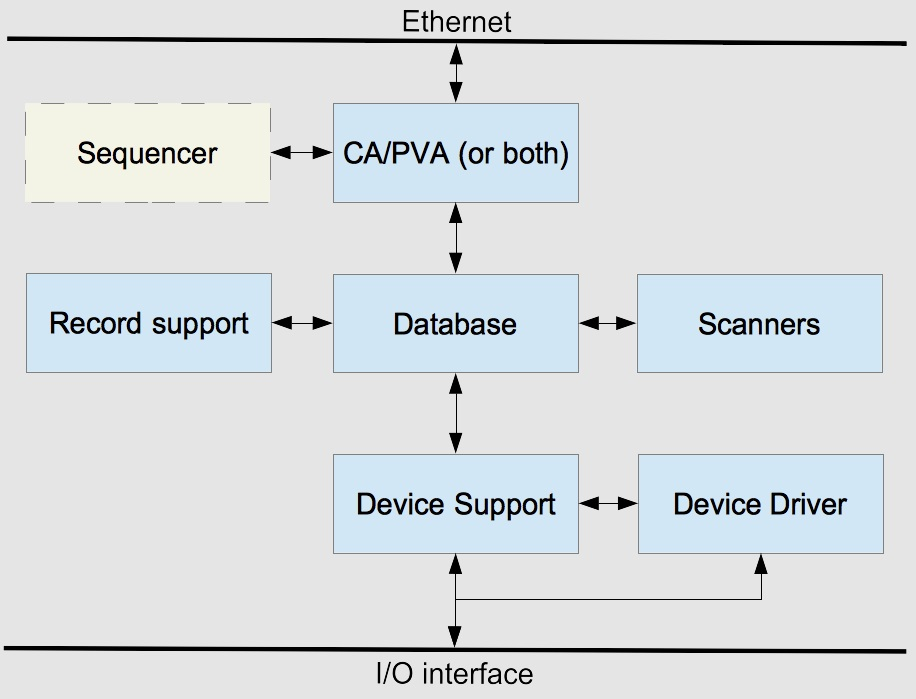 Ethernet
Sequencer
CA/PVA (or both)
Record support
Database
Scanners
Device Support
Device Driver
I/O interface